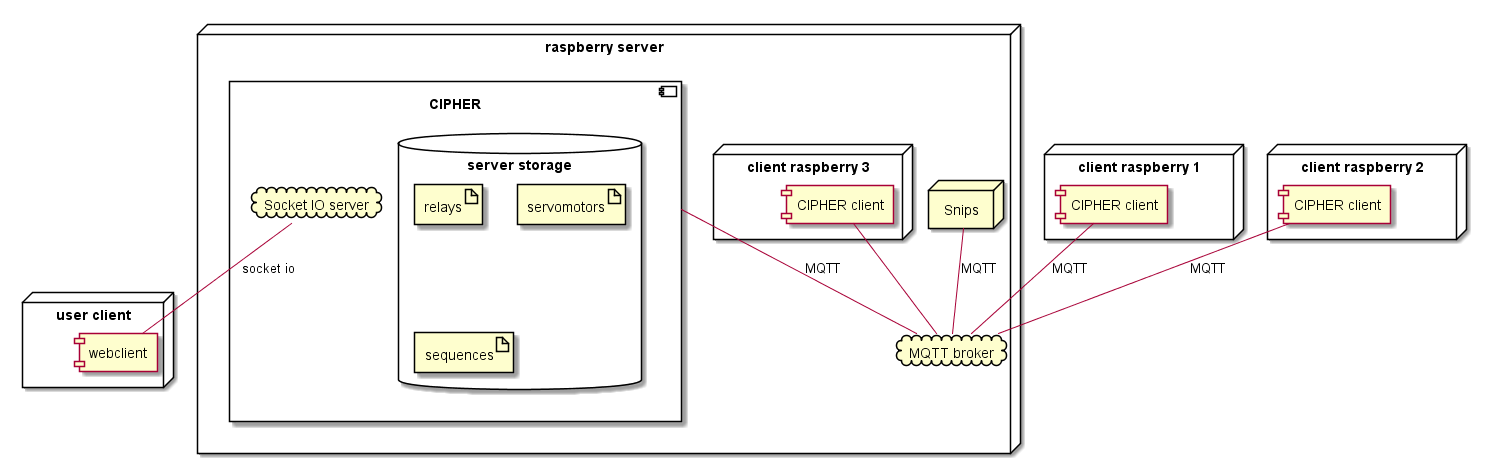 raspberry server
CIPHER
server storage
relays
servomotors
Socket IO server
sequences
socket io
user client
webclient
client raspberry 3
CIPHER client
Snips
client raspberry 1
CIPHER client
client raspberry 2
CIPHER client
MQTT
MQTT
MQTT
MQTT
MQTT broker